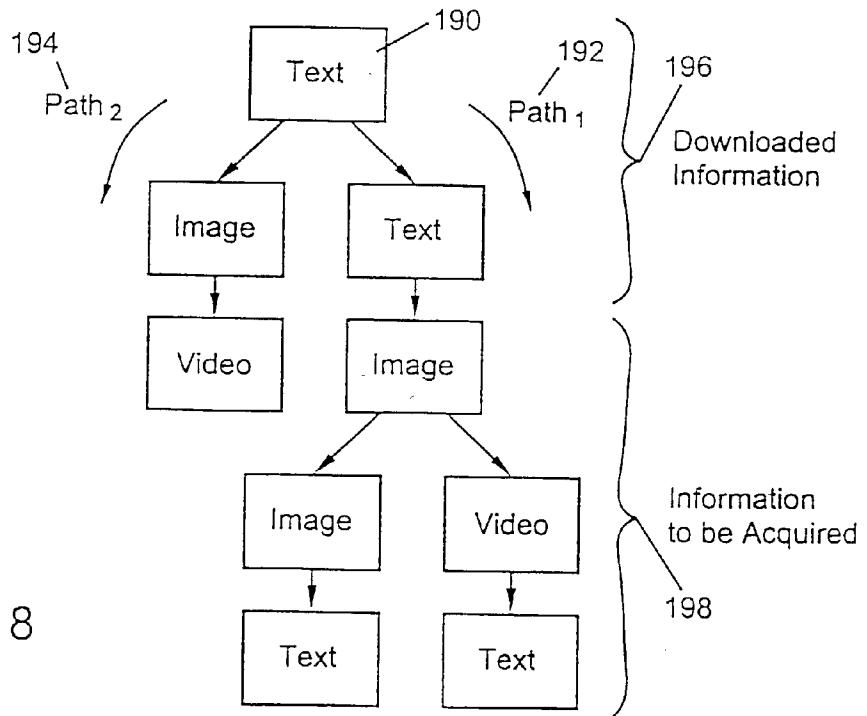 194
190
192
196
Text
Path 2
Path 1
Downloaded
Information
Image
Text
Video
Image
Image
Video
Information
to be Acquired
198
8
Text
Text